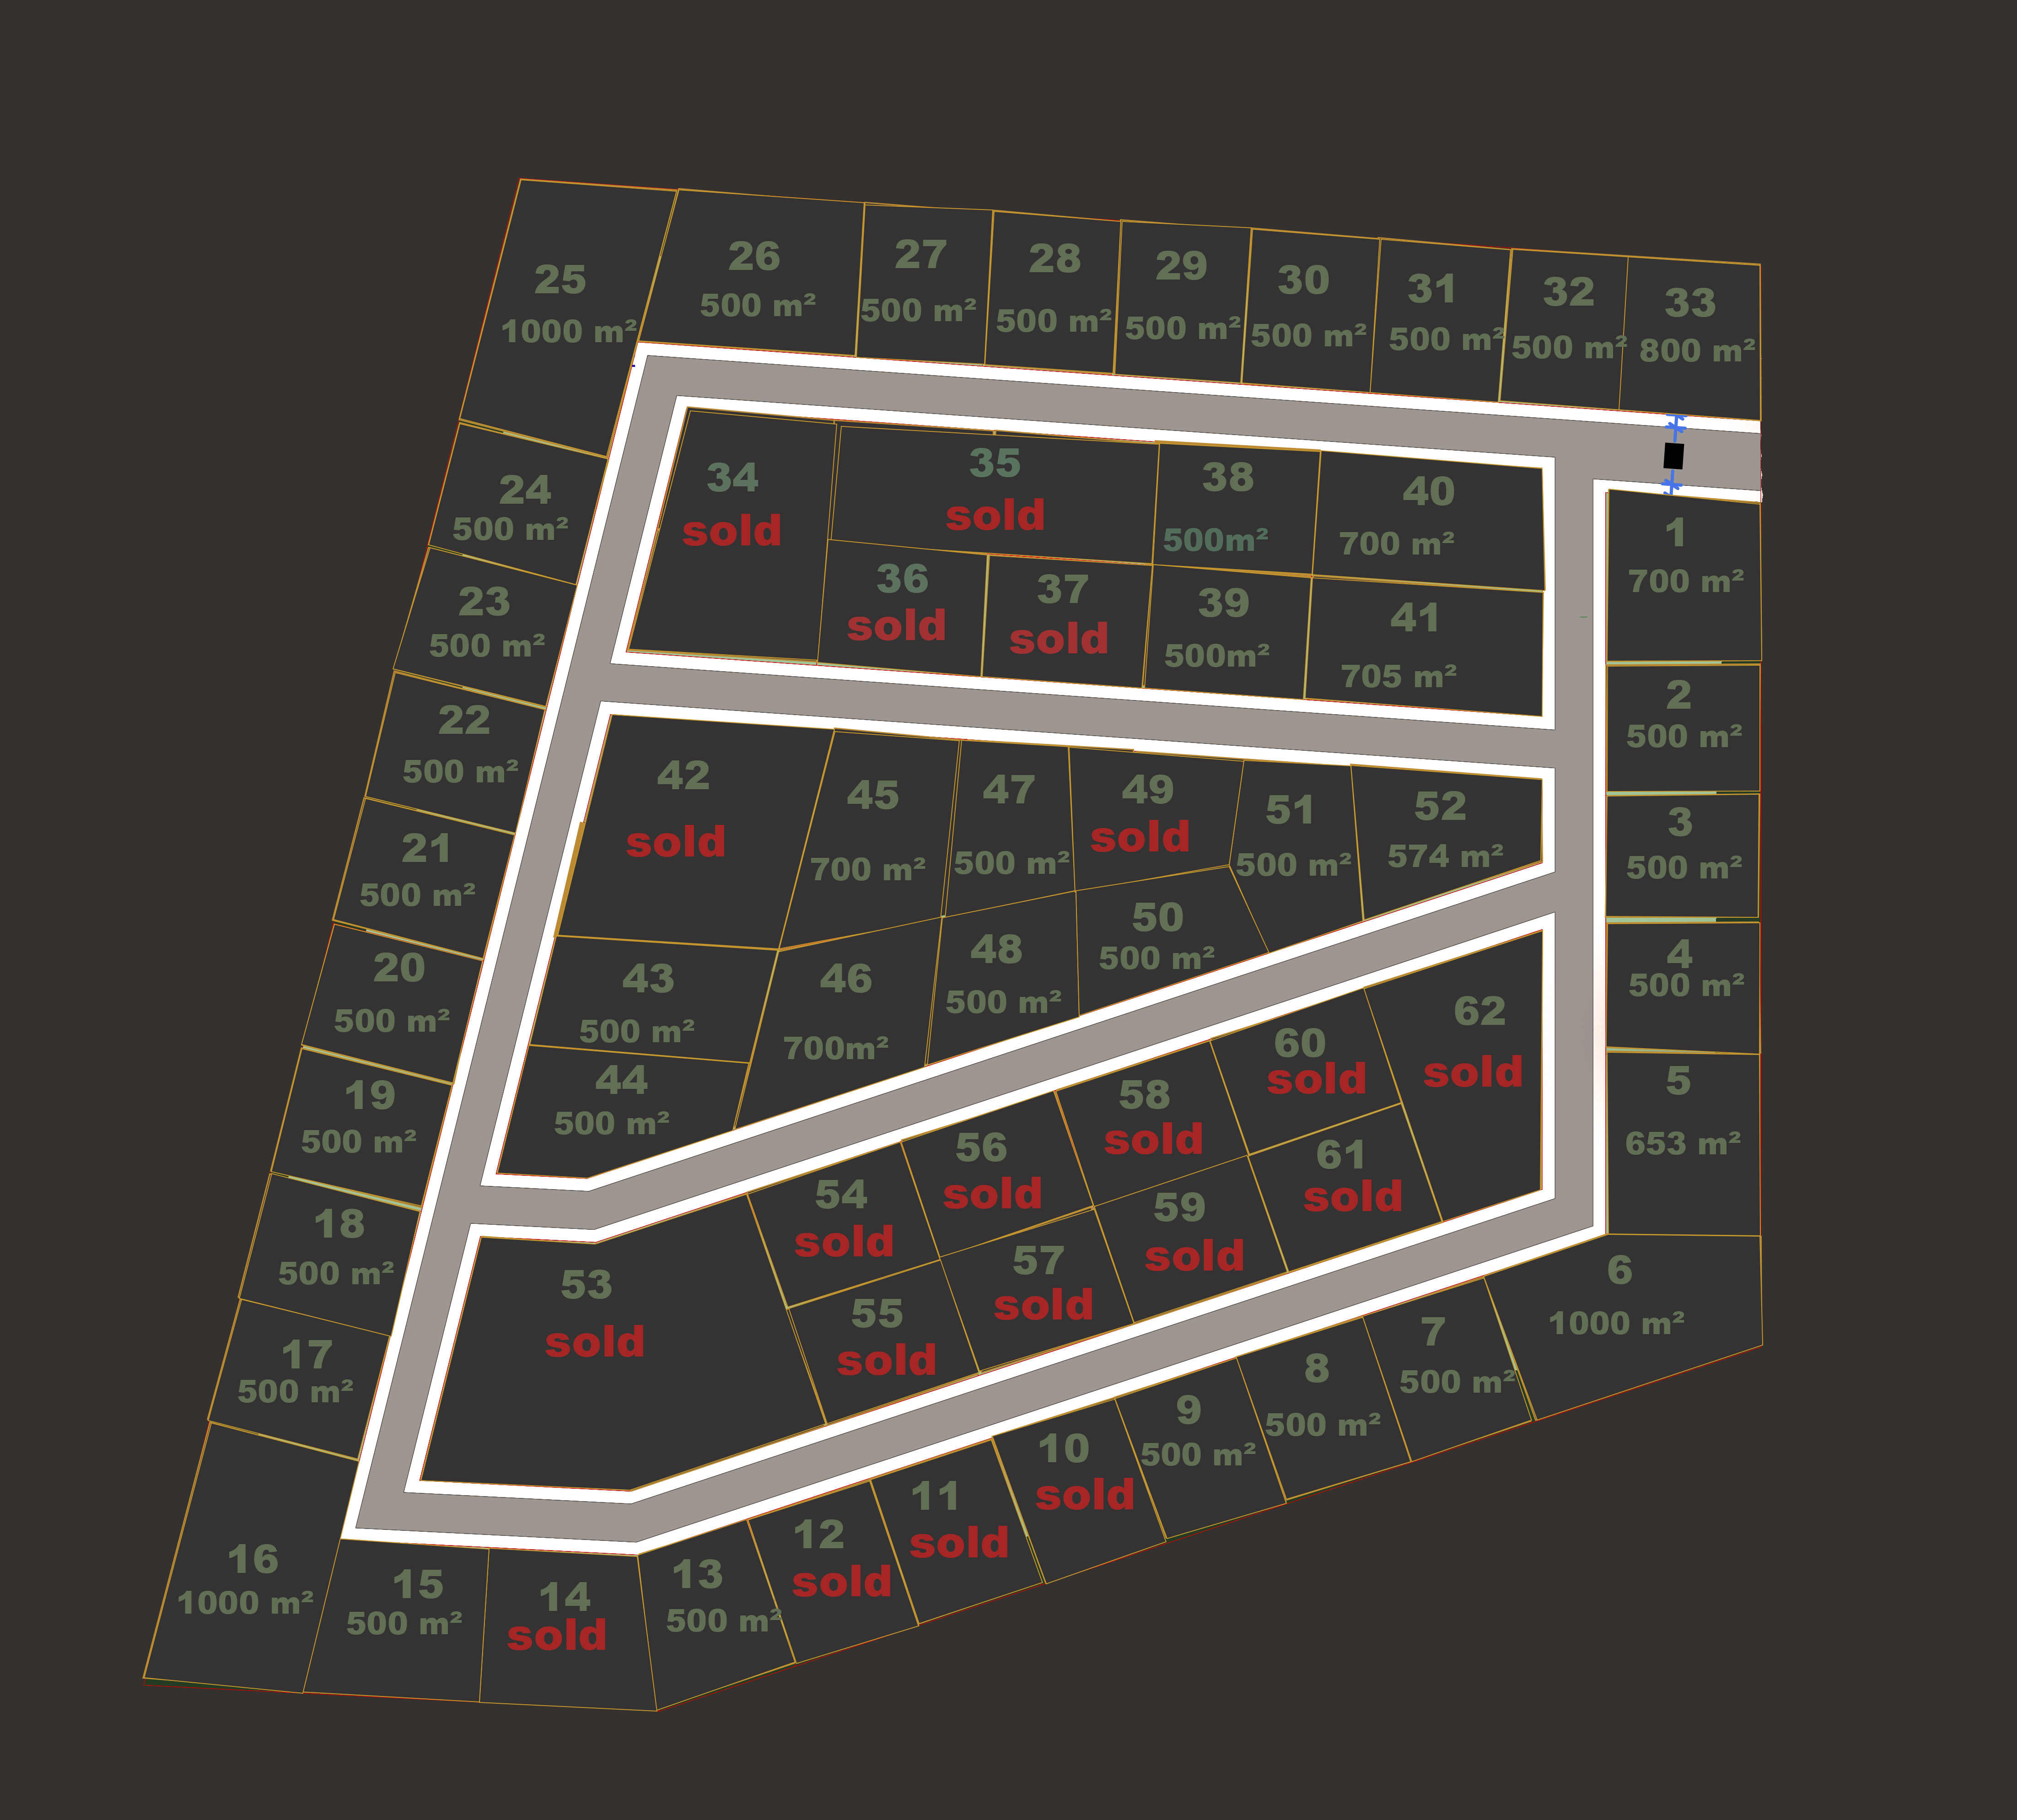 25
1000 m²
26
500 m²
27
500 m²
28
500 m²
29
500 m²
30
500 m²
31
500 m²
32
500 m²
33
800 m²
24
500 m²
23
500 m²
22
500 m²
21
500 m²
20
500 m²
19
500 m²
18
500 m²
17
500 m²
16
1000 m²
34
sold
35
sold
36
sold
37
sold
38
500m²
39
500m²
40
700 m²
41
705 m²
1
700 m²
2
500 m²
3
500 m²
4
500 m²
5
653 m²
6
1000 m²
42
sold
43
500 m²
44
500 m²
45
700 m²
46
700m²
47
500 m²
48
500 m²
49
sold
50
500 m²
51
500 m²
52
574 m²
53
sold
54
sold
55
sold
56
sold
57
sold
58
sold
59
sold
60
sold
61
sold
62
sold
7
500 m²
8
500 m²
9
500 m²
10
sold
11
sold
12
sold
13
500 m²
14
sold
15
500 m²